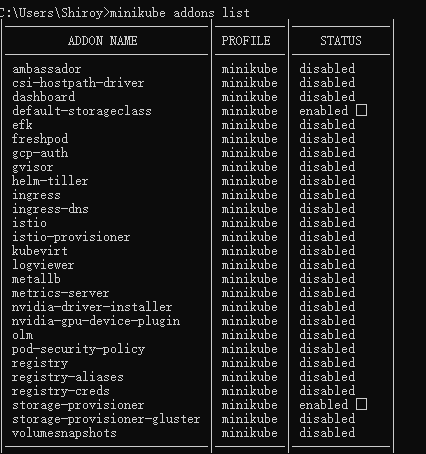 C:\Users\Shiroy>minikube addons list
ADDON NAME | PROFILE | STATUS
ambassador | minikube | disabled
csi-hostpath-driver | minikube | disabled
dashboard | minikube | disabled
default-storageclass | minikube | enabled □
efk | minikube | disabled
freshpod | minikube | disabled
gcp-auth | minikube | disabled
gvisor | minikube | disabled
helm-tiller | minikube | disabled
ingress | minikube | disabled
ingress-dns | minikube | disabled
istio | minikube | disabled
istio-provisioner | minikube | disabled
kubevirt | minikube | disabled
logviewer | minikube | disabled
metallb | minikube | disabled
metrics-server | minikube | disabled
nvidia-driver-installer | minikube | disabled
nvidia-gpu-device-plugin | minikube | disabled
olm | minikube | disabled
pod-security-policy | minikube | disabled
registry | minikube | disabled
registry-aliases | minikube | disabled
registry-creds | minikube | disabled
storage-provisioner | minikube | enabled □
storage-provisioner-gluster | minikube | disabled
volumesnapshots | minikube | disabled